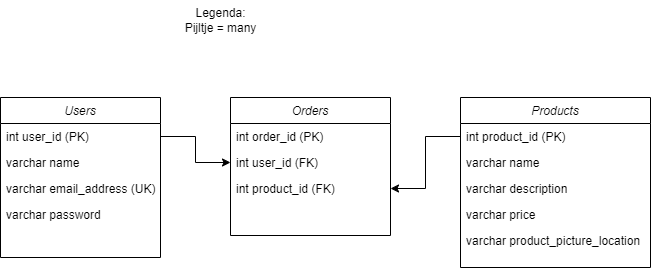 Legenda:
Pijltje = many
Users
int user_id (PK)
varchar name
varchar email_address (UK)
varchar password
Orders
int order_id (PK)
int user_id (FK)
int product_id (FK)
Products
int product_id (PK)
varchar name
varchar description
varchar price
varchar product_picture_location